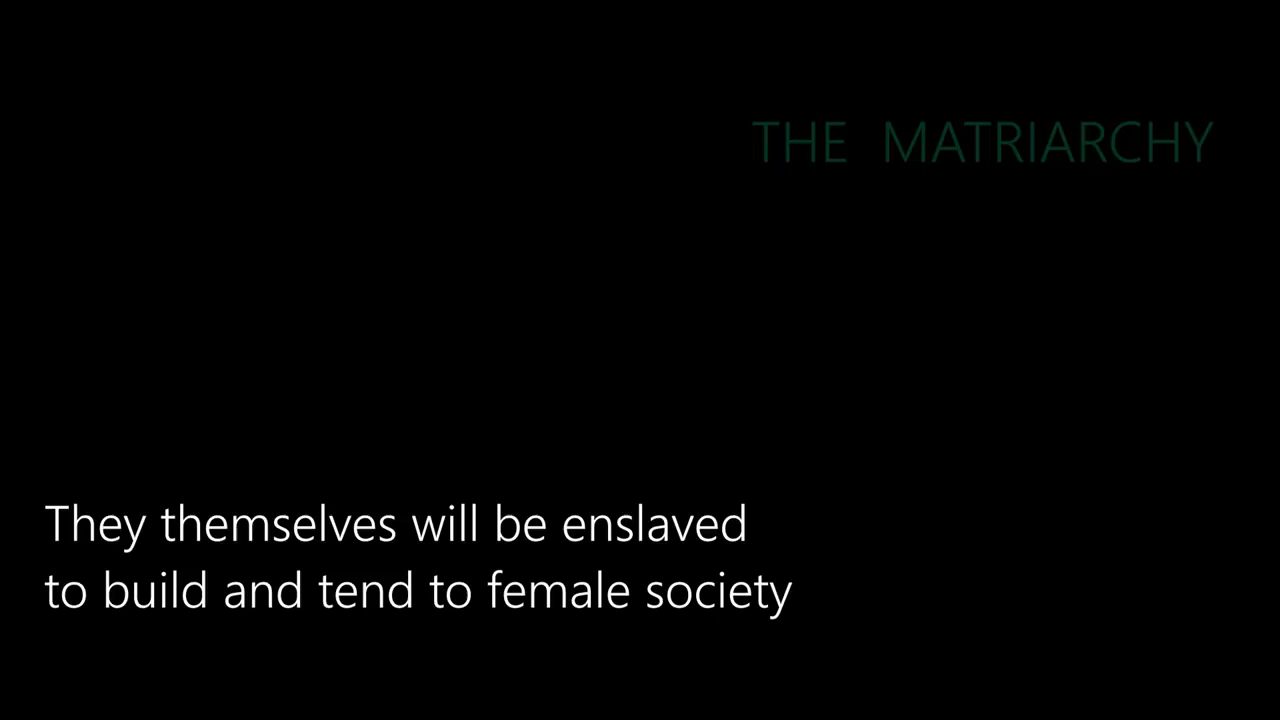 THE MATRIARCHY
They themselves will be enslaved
to build and tend to female society